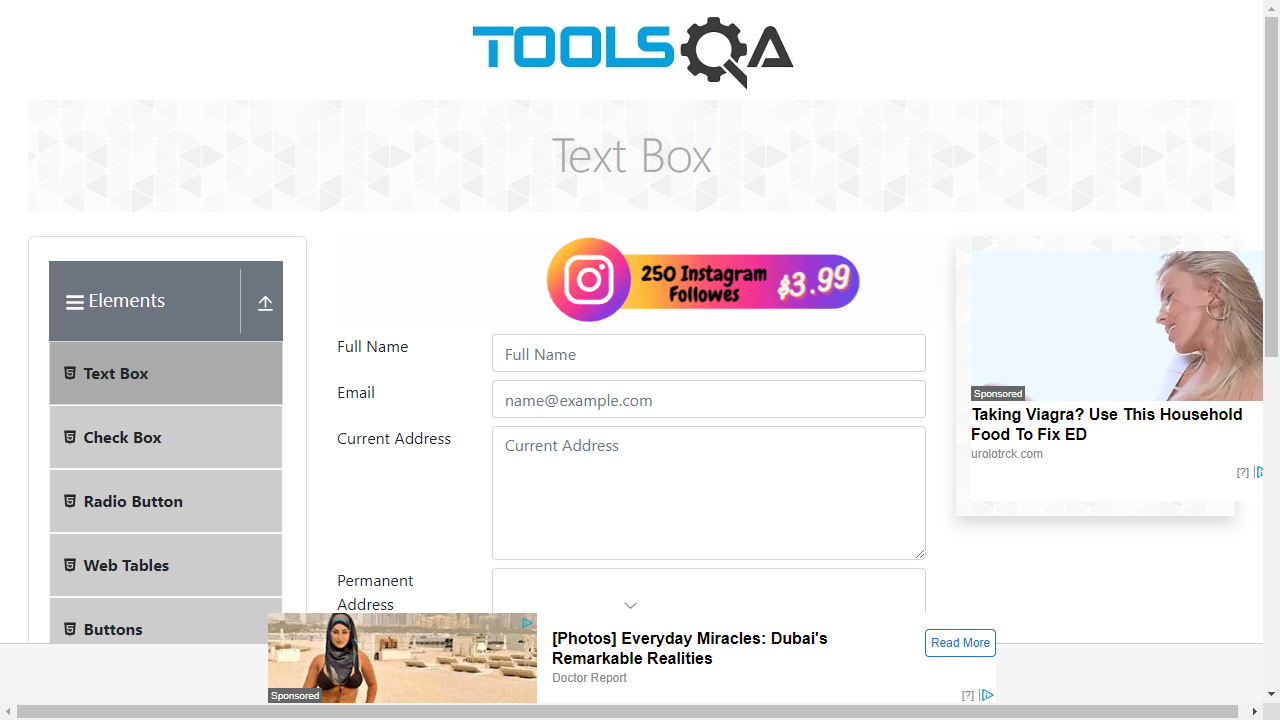 TOOLSQA
Text Box
Elements
Text Box
Check Box
Radio Button
Web Tables
Buttons
250 Instagram
Followes
$3.99
Full Name
Full Name
Email
name@example.com
Current Address
Current Address
Permanent
Address
Sponsored
Taking Viagra? Use This Household
Food To Fix ED
urolotrck.com
[?]
Sponsored
[Photos] Everyday Miracles: Dubai's
Remarkable Realities
Doctor Report
Read More
[?]